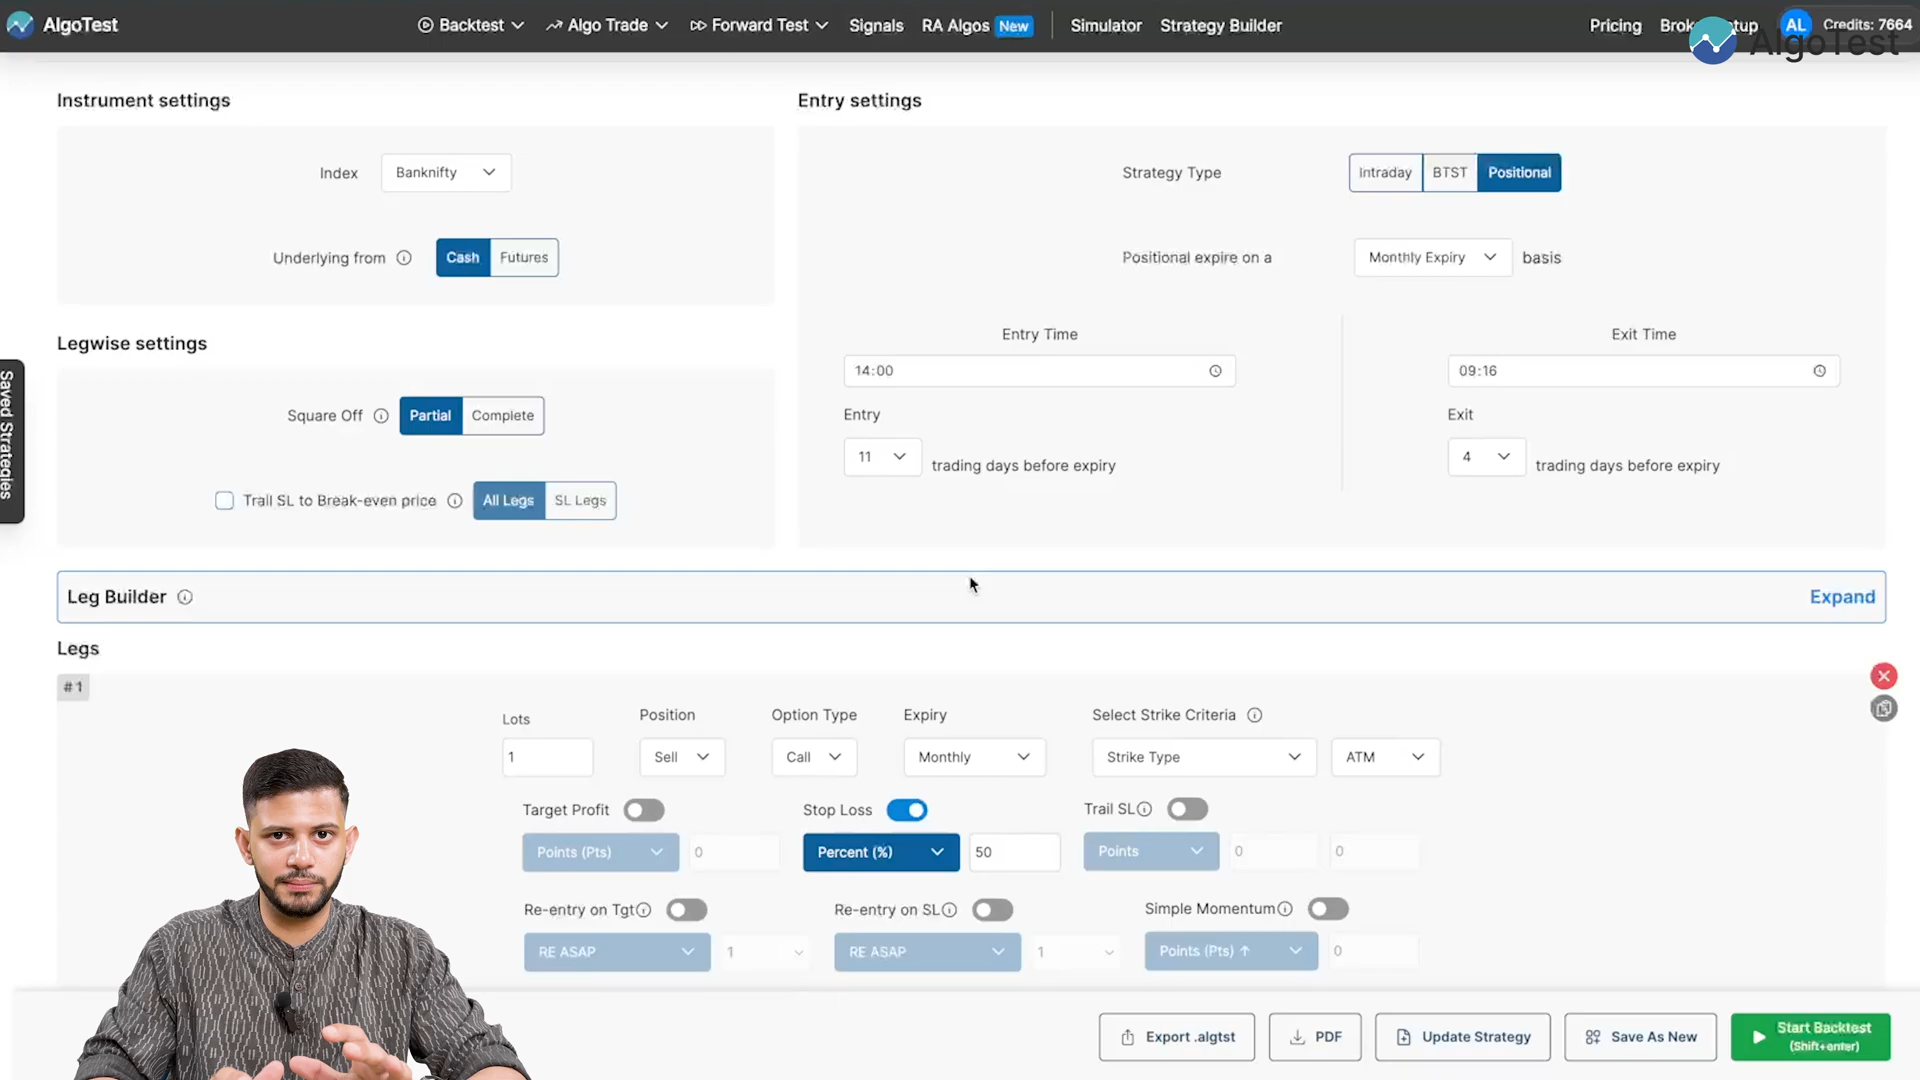 AlgoTest
Backtest
Algo Trade
Forward Test
Signals
RA Algos New
Simulator
Strategy Builder
Pricing
AL
Credits: 7664
AlgoTest
Instrument settings
Index
Banknifty
Underlying from
Cash
Futures
Entry settings
Strategy Type
Intraday
BTST
Positional
Positional expire on a
Monthly Expiry
basis
Entry Time
14:00
Exit Time
09:16
Entry
11
trading days before expiry
Exit
4
trading days before expiry
Legwise settings
Square Off
Partial
Complete
Trail SL to Break-even price
All Legs
SL Legs
Saved Strategies
Leg Builder
Expand
Legs
#1
Lots
Position
Option Type
Expiry
Select Strike Criteria
1
Sell
Call
Monthly
Strike Type
ATM
Target Profit
Stop Loss
Trail SL
Points (Pts)
0
Percent (%)
50
Points
0
0
Re-entry on Tgt
Re-entry on SL
Simple Momentum
RE ASAP
1
RE ASAP
1
Points (Pts) ↑
0
Export .algtst
PDF
Update Strategy
Save As New
Start Backtest
(Shift+enter)